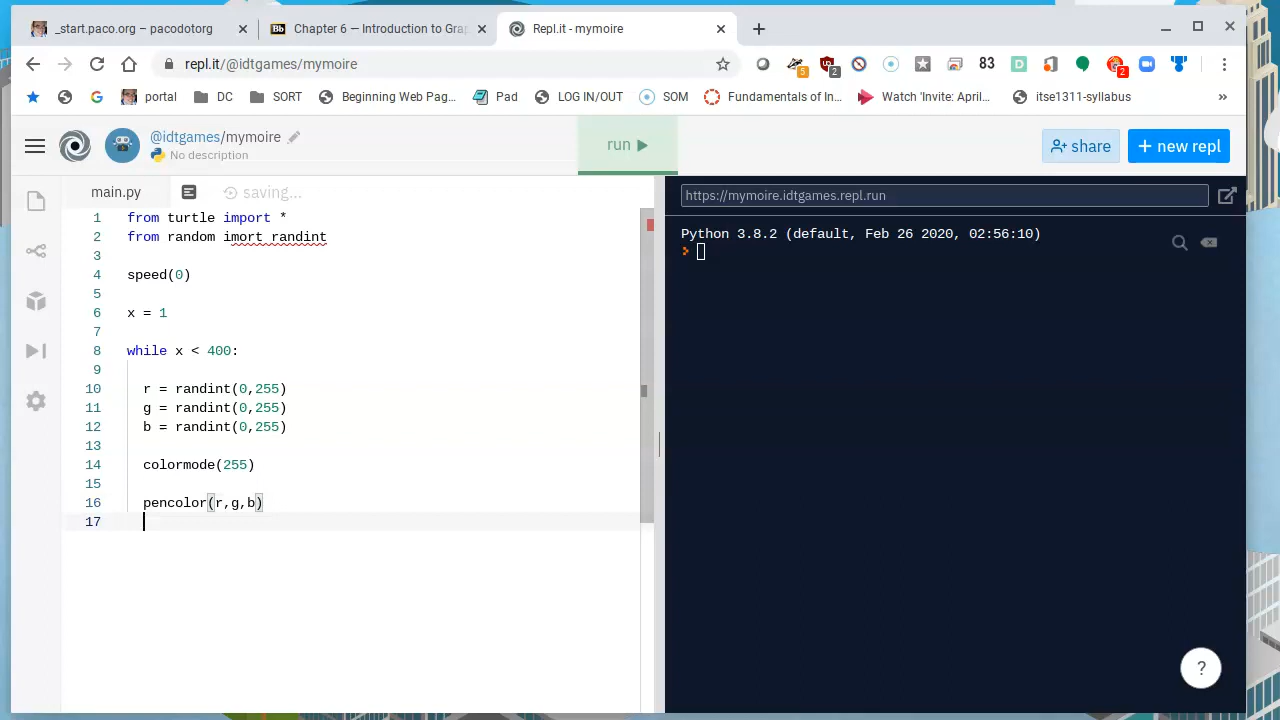 _start.paco.org – pacodotorg
Bb Chapter 6 — Introduction to Gra
Repl.it - mymoire
repl.it/@idtgames/mymoire
5
2
83
D
2
portal
DC
SORT
Beginning Web Pag...
Pad
LOG IN/OUT
SOM
Fundamentals of In...
Watch 'Invite: April...
itse1311-syllabus
»
@idtgames/mymoire
No description
run
share
+ new repl
main.py
saving...
https://mymoire.idtgames.repl.run
1 from turtle import *
2 from random imort randint
3
4 speed(0)
5
6 x = 1
7
8 while x < 400:
9
10 r = randint(0,255)
11 g = randint(0,255)
12 b = randint(0,255)
13
14 colormode(255)
15
16 pencolor(r,g,b)
17
Python 3.8.2 (default, Feb 26 2020, 02:56:10)
?